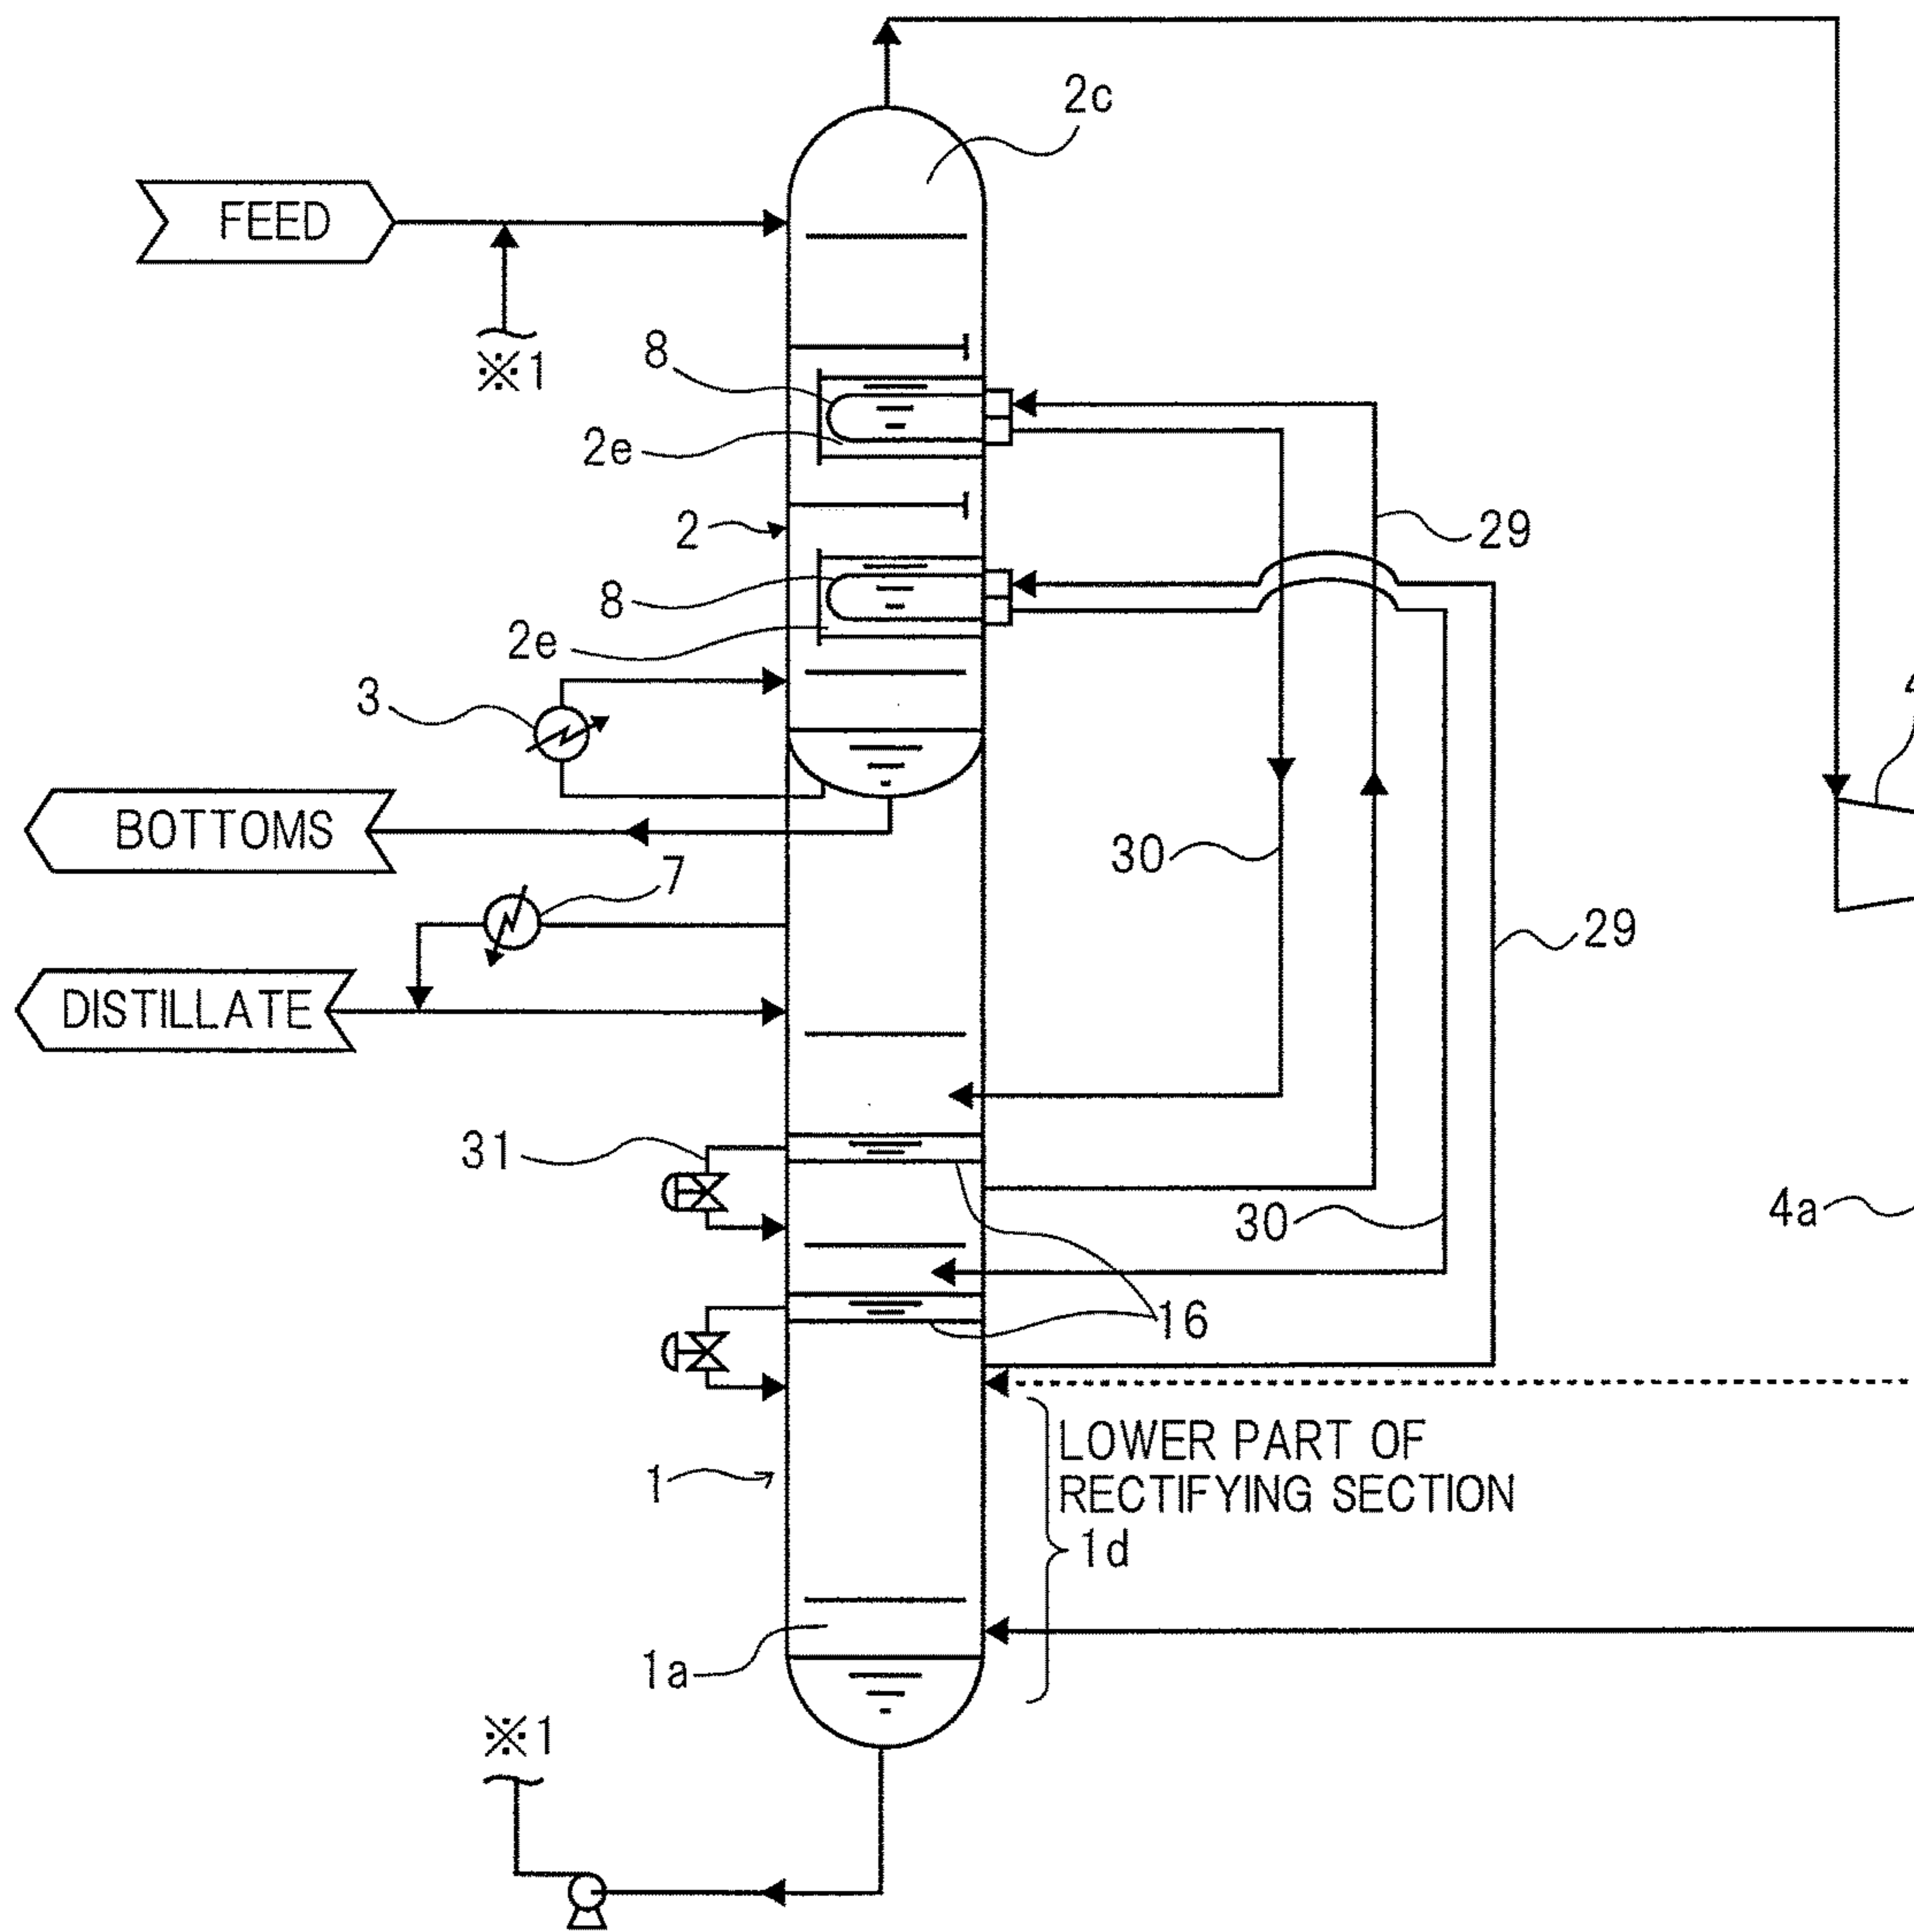 2c
FEED
※1
8
2e
2
29
8
2e
3
4
BOTTOMS
30
7
29
DISTILLATE
31
4a
30
16
LOWER PART OF
RECTIFYING SECTION
1
1d
1a
※1